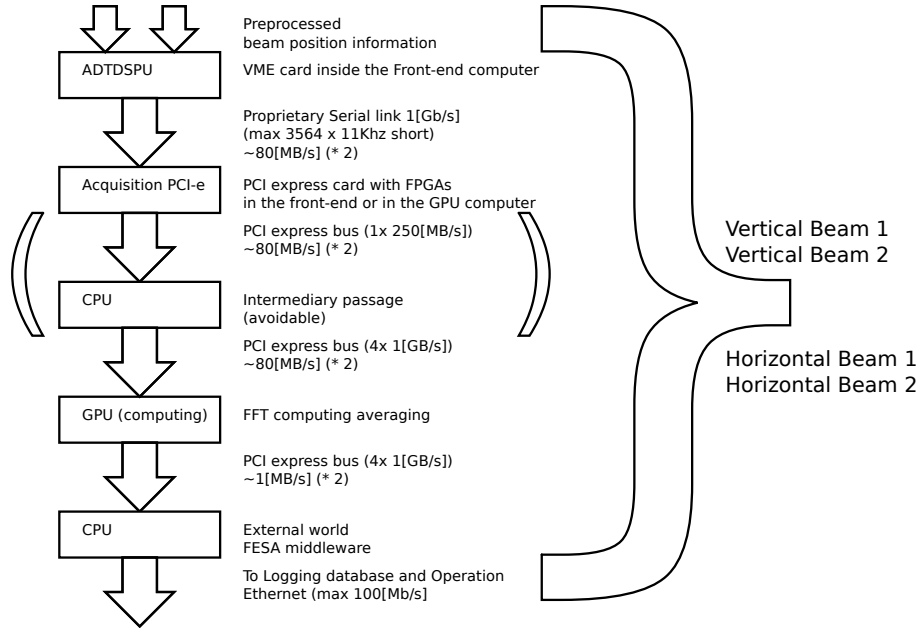 Preprocessed
beam position information
ADTDSPU
VME card inside the Front-end computer
Proprietary Serial link 1[Gb/s]
(max 3564 x 11Khz short)
~80[MB/s] (* 2)
Acquisition PCI-e
PCI express card with FPGAs
in the front-end or in the GPU computer
PCI express bus (1x 250[MB/s])
~80[MB/s] (* 2)
CPU
Intermediary passage
(avoidable)
PCI express bus (4x 1[GB/s])
~80[MB/s] (* 2)
GPU (computing)
FFT computing averaging
PCI express bus (4x 1[GB/s])
~1[MB/s] (* 2)
CPU
External world
FESA middleware
To Logging database and Operation
Ethernet (max 100[Mb/s]
Vertical Beam 1
Vertical Beam 2
Horizontal Beam 1
Horizontal Beam 2